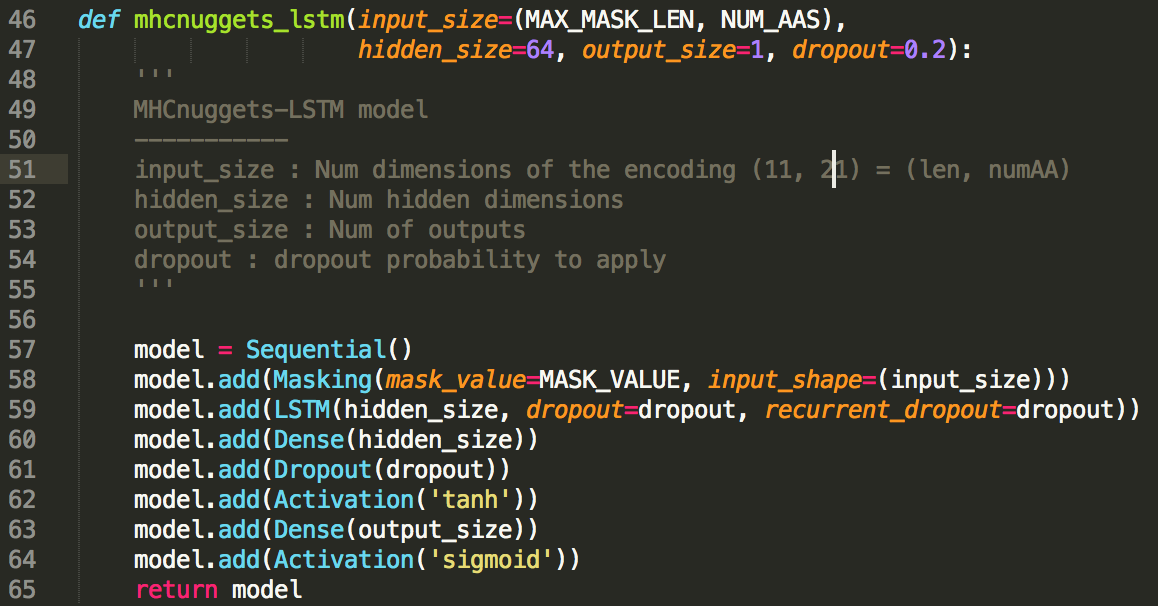 46 def mhcnuggets_lstm(input_size=(MAX_MASK_LEN, NUM_AAS),
47 hidden_size=64, output_size=1, dropout=0.2):
48 '''
49 MHCnuggets-LSTM model
50 -----------
51 input_size : Num dimensions of the encoding (11, 21) = (len, numAA)
52 hidden_size : Num hidden dimensions
53 output_size : Num of outputs
54 dropout : dropout probability to apply
55 '''
56
57 model = Sequential()
58 model.add(Masking(mask_value=MASK_VALUE, input_shape=(input_size)))
59 model.add(LSTM(hidden_size, dropout=dropout, recurrent_dropout=dropout))
60 model.add(Dense(hidden_size))
61 model.add(Dropout(dropout))
62 model.add(Activation('tanh'))
63 model.add(Dense(output_size))
64 model.add(Activation('sigmoid'))
65 return model